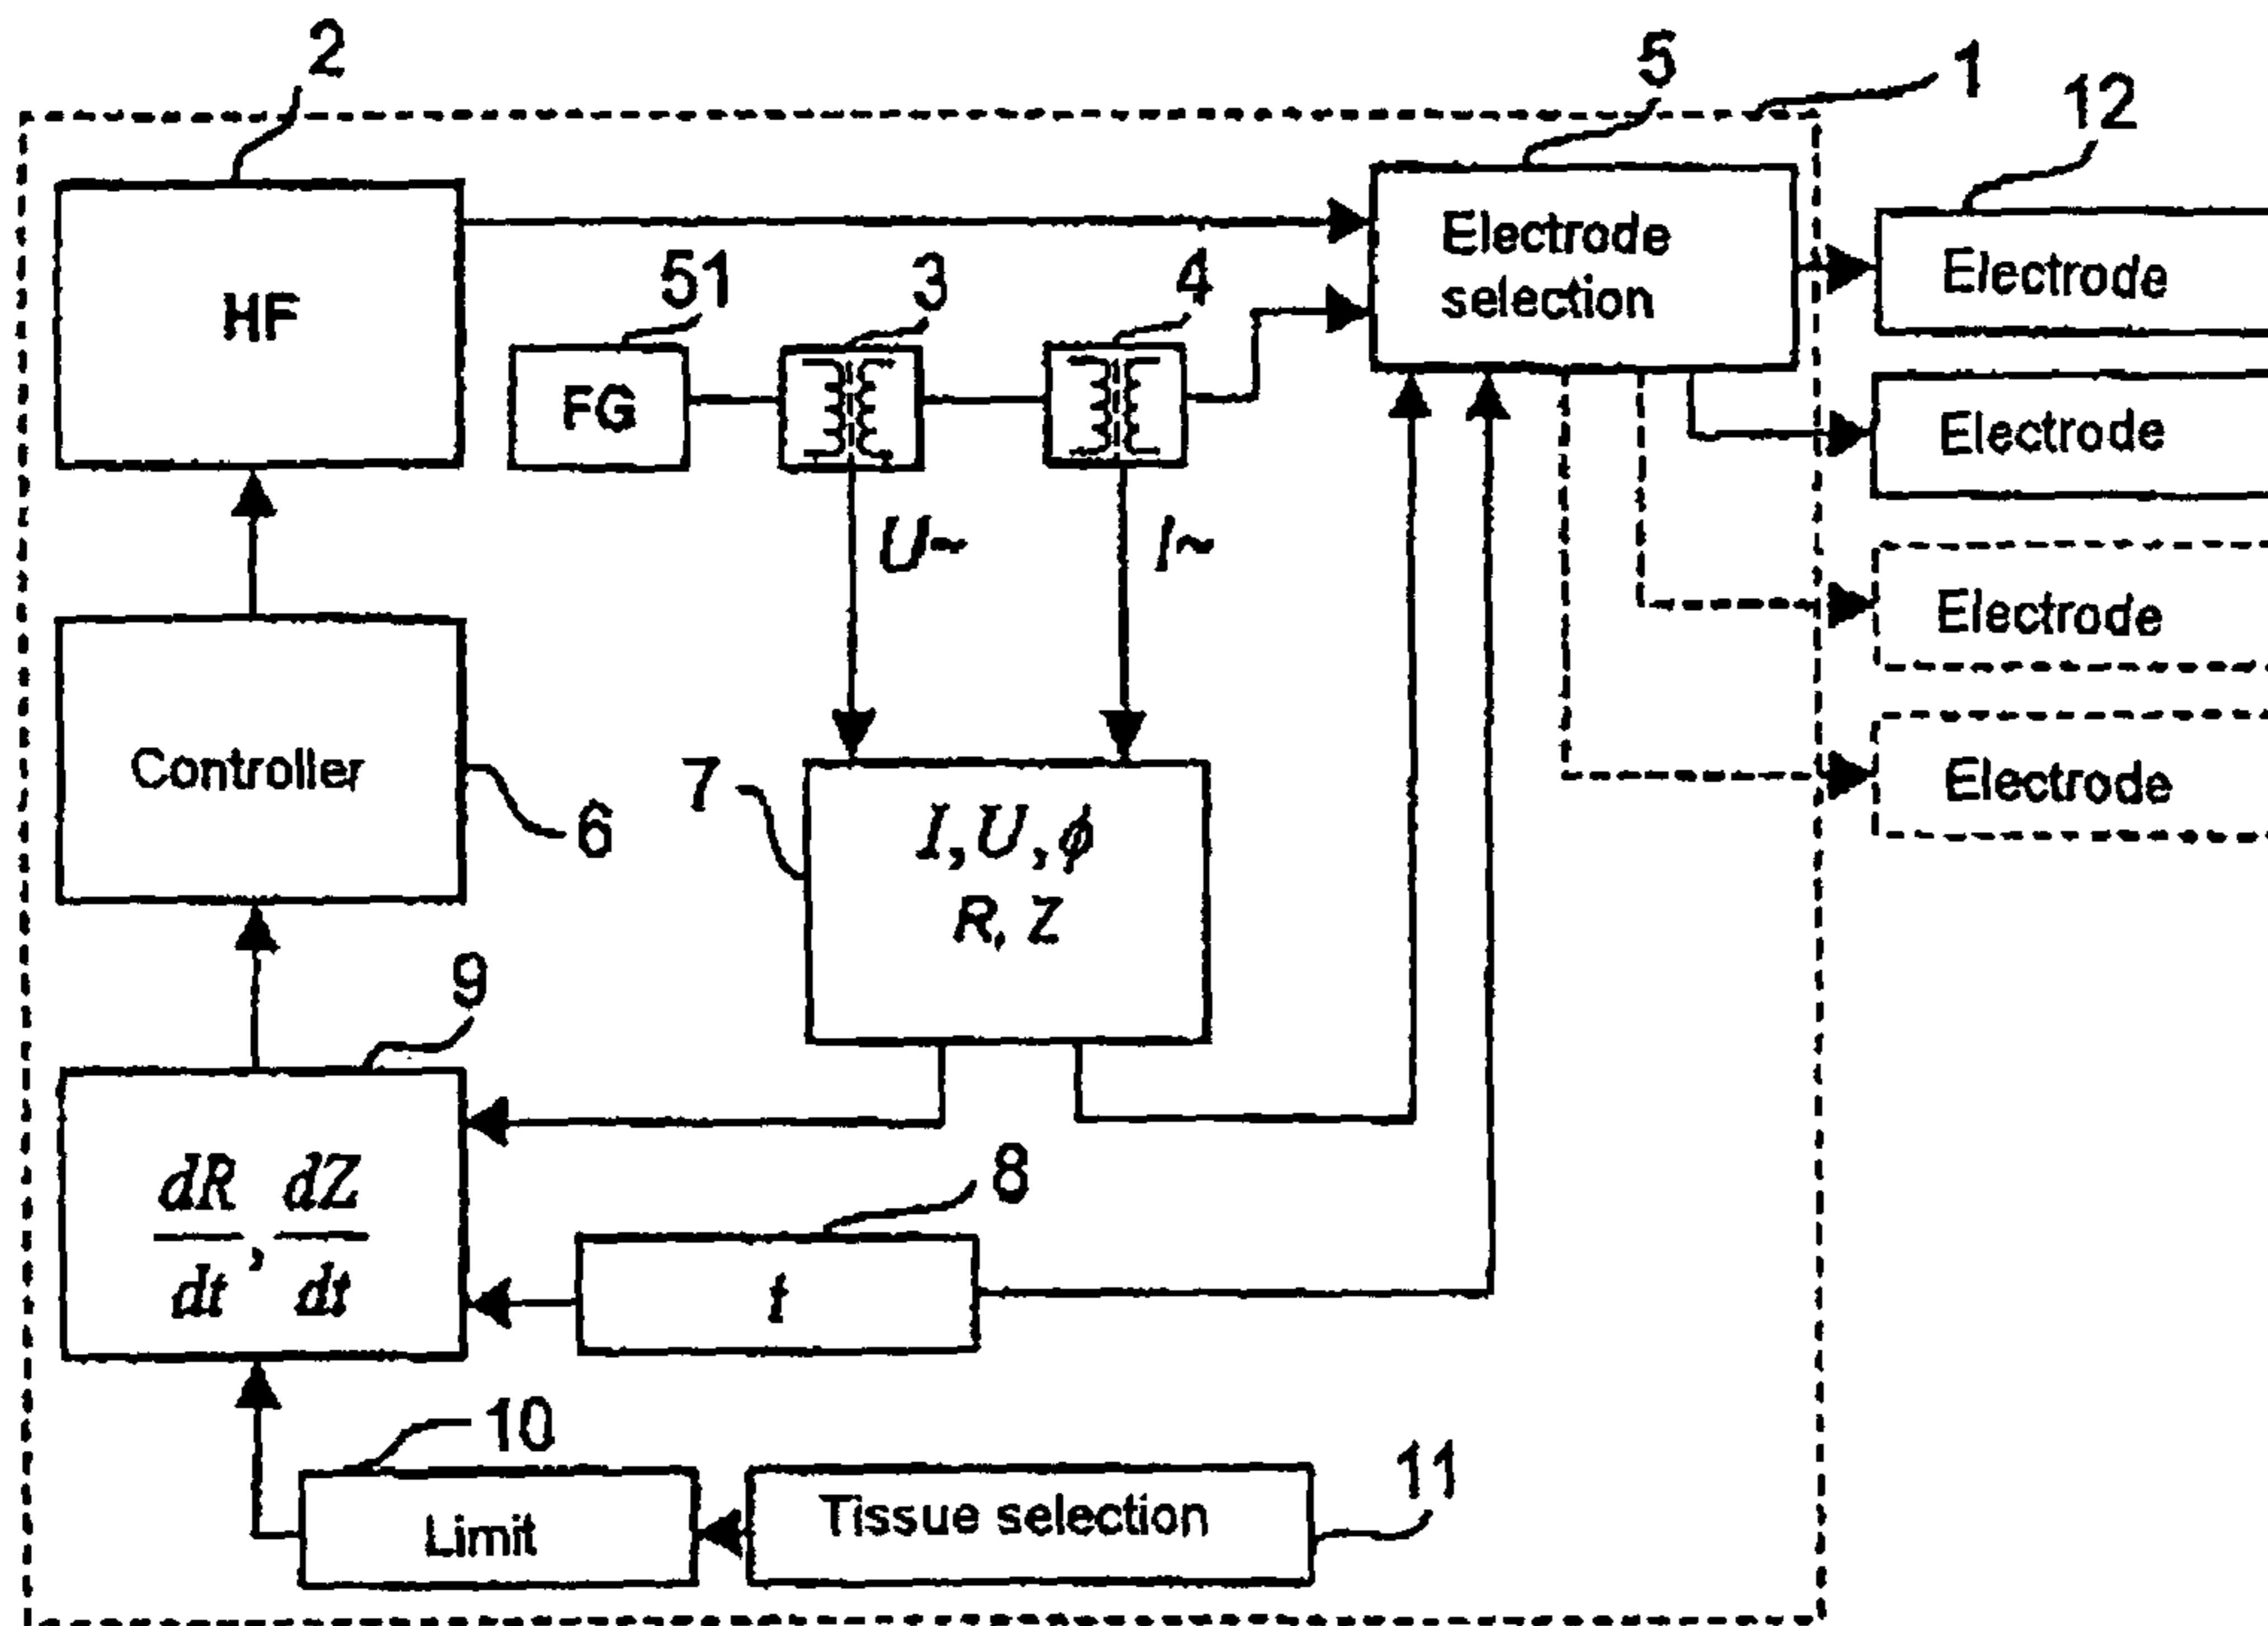 2
5
1
12
HF
51
3
4
Electrode
selection
Electrode
FG
Electrode
U~
I~
Electrode
Controller
6
7
I, U, ϕ
R, Z
Electrode
9
dR/dt, dZ/dt
8
t
10
Limit
Tissue selection
11